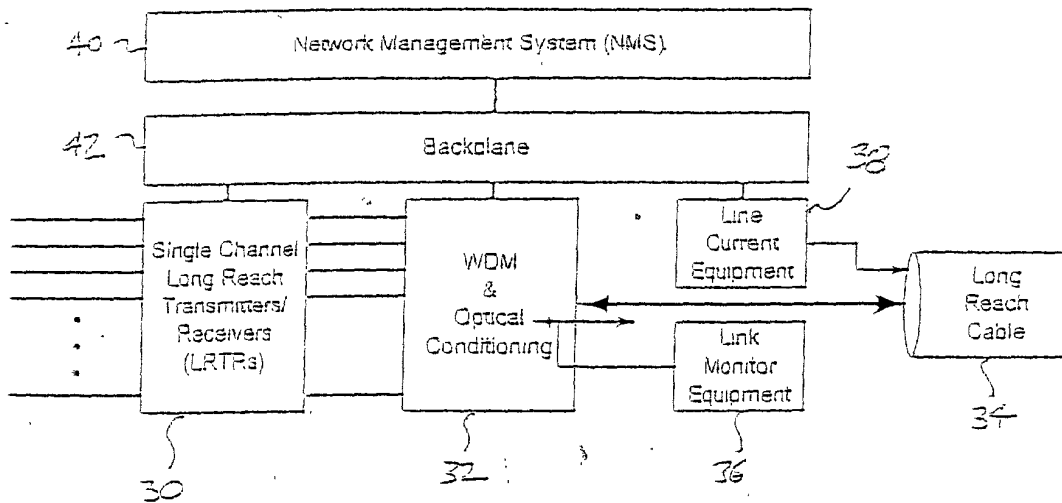 40
Network Management System (NMS)
42
Backplane
38
Single Channel
Long Reach
Transmitters/
Receivers
(LRTRs)
WDM
&
Optical
Conditioning
Line
Current
Equipment
Long
Reach
Cable
Link
Monitor
Equipment
30
32
36
34